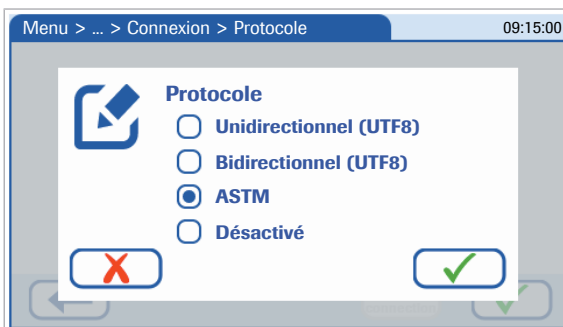 Menu > ... > Connexion > Protocole 09:15:00
Protocole
Unidirectionnel (UTF8)
Bidirectionnel (UTF8)
ASTM
Désactivé